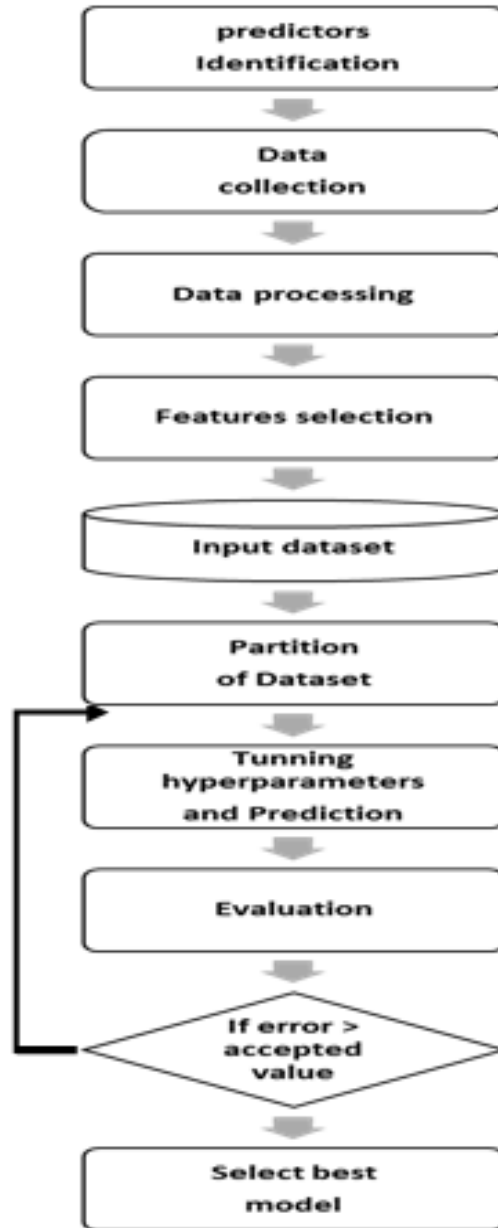 predictors
Identification
Data
collection
Data processing
Features selection
Input dataset
Partition
of Dataset
Tunning
hyperparameters
and Prediction
Evaluation
If error >
accepted
value
Select best
model